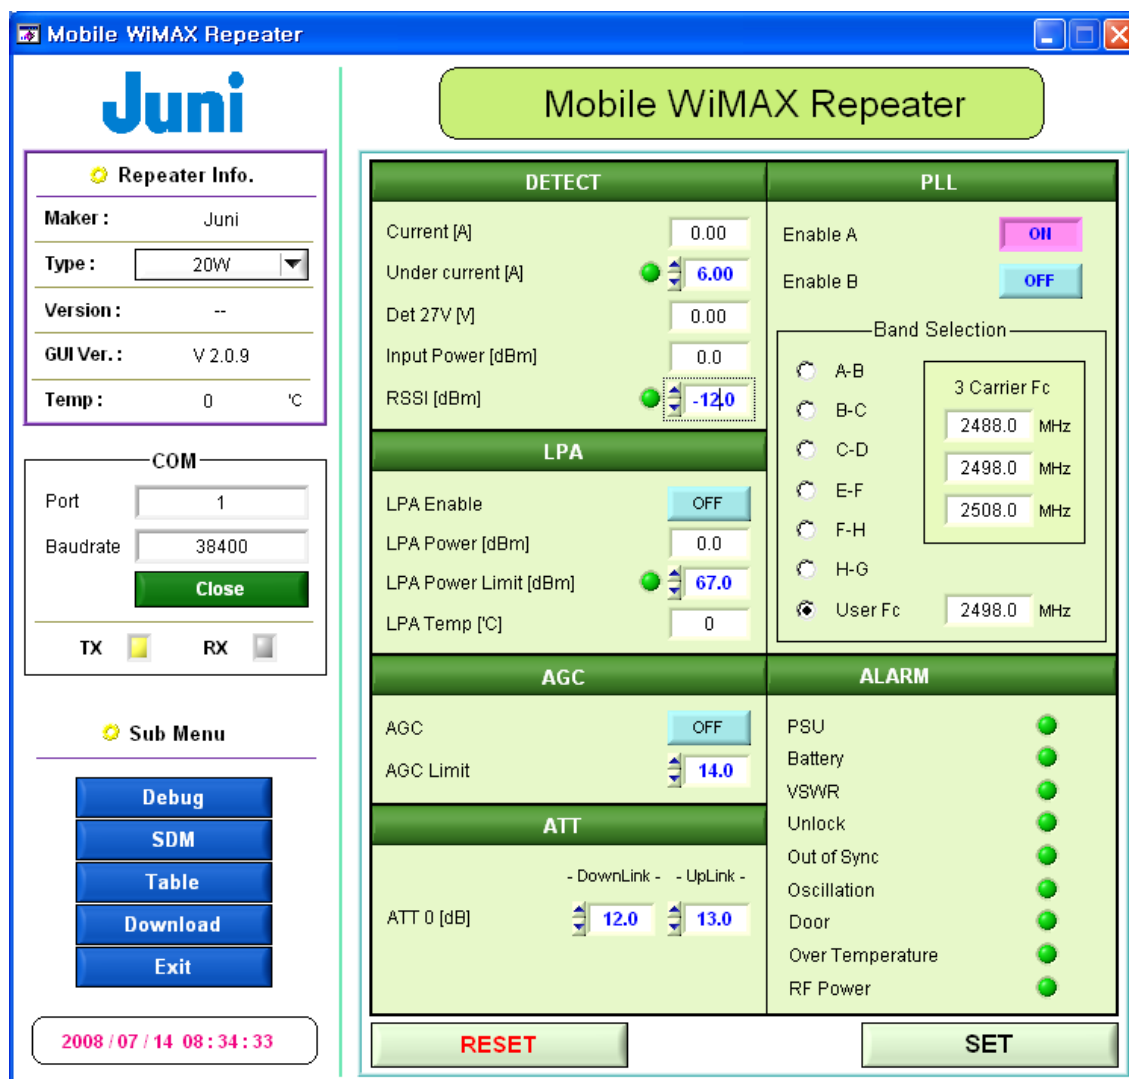 Mobile WiMAX Repeater
Juni
Mobile WiMAX Repeater
Repeater Info.
Maker : Juni
Type : 20W
Version : --
GUI Ver. : V 2.0.9
Temp : 0 'C
COM
Port 1
Baudrate 38400
Close
TX RX
Sub Menu
Debug
SDM
Table
Download
Exit
2008 / 07 / 14 08 : 34 : 33
DETECT
Current [A] 0.00
Under current [A] 6.00
Det 27V [V] 0.00
Input Power [dBm] 0.0
RSSI [dBm] -12.0
LPA
LPA Enable OFF
LPA Power [dBm] 0.0
LPA Power Limit [dBm] 67.0
LPA Temp ['C] 0
AGC
AGC OFF
AGC Limit 14.0
ATT
- DownLink - - UpLink -
ATT 0 [dB] 12.0 13.0
PLL
Enable A ON
Enable B OFF
Band Selection
A-B
B-C
C-D
E-F
F-H
H-G
User Fc 2498.0 MHz
3 Carrier Fc
2488.0 MHz
2498.0 MHz
2508.0 MHz
ALARM
PSU
Battery
VSWR
Unlock
Out of Sync
Oscillation
Door
Over Temperature
RF Power
RESET
SET